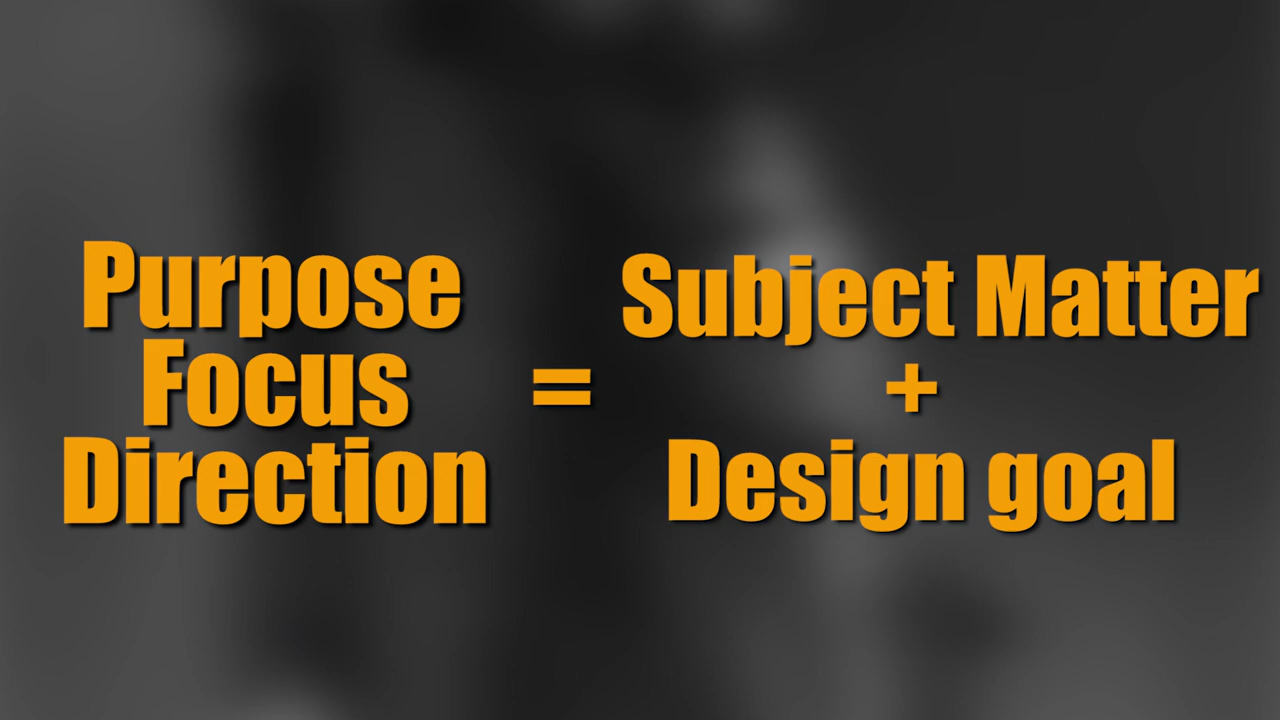 Purpose
Focus
Direction
=
Subject Matter
+
Design goal